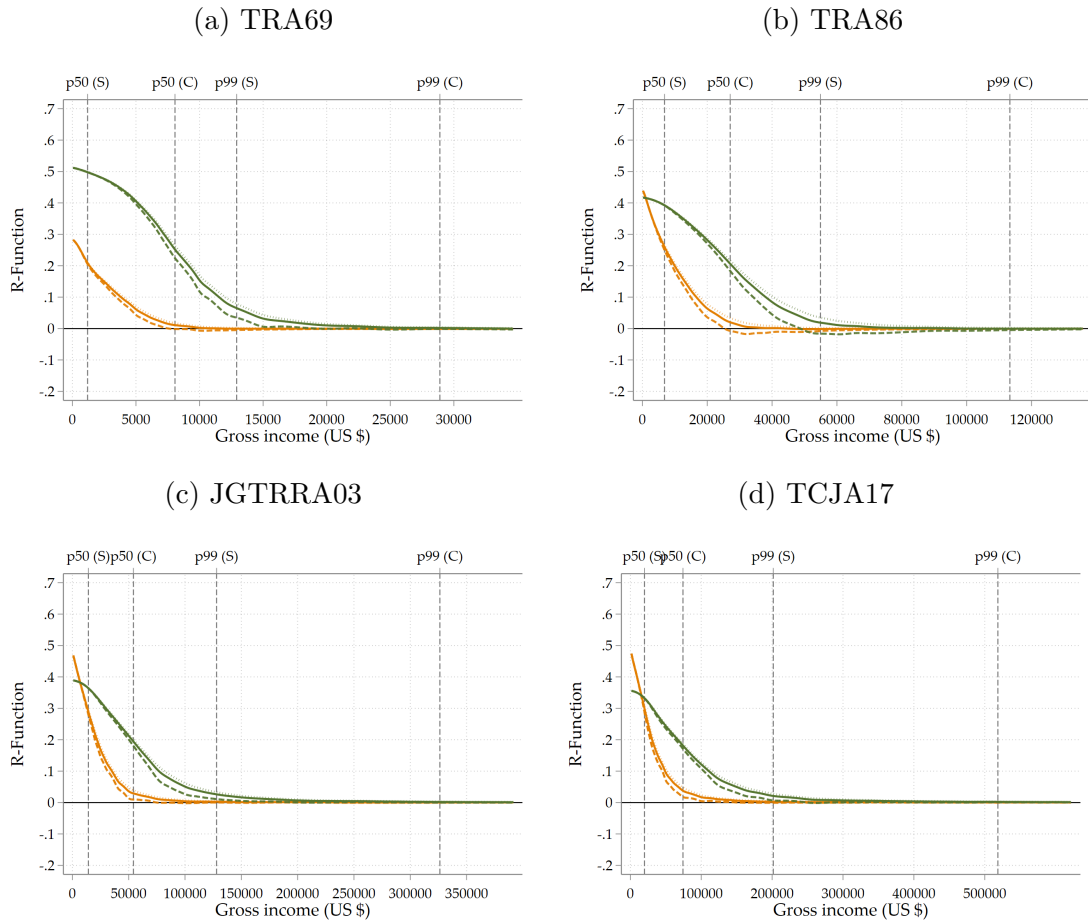 (a) TRA69
p50 (S) p50 (C) p99 (S) p99 (C)
.7
.6
.5
.4
.3
.2
.1
0
-.1
-.2
R-Function
0 5000 10000 15000 20000 25000 30000
Gross income (US $)
(b) TRA86
p50 (S) p50 (C) p99 (S) p99 (C)
.7
.6
.5
.4
.3
.2
.1
0
-.1
-.2
R-Function
0 20000 40000 60000 80000 100000 120000
Gross income (US $)
(c) JGTRRA03
p50 (S) p50 (C) p99 (S) p99 (C)
.7
.6
.5
.4
.3
.2
.1
0
-.1
-.2
R-Function
0 50000 100000 150000 200000 250000 300000 350000
Gross income (US $)
(d) TCJA17
p50 (S) p50 (C) p99 (S) p99 (C)
.7
.6
.5
.4
.3
.2
.1
0
-.1
-.2
R-Function
0 100000 200000 300000 400000 500000
Gross income (US $)